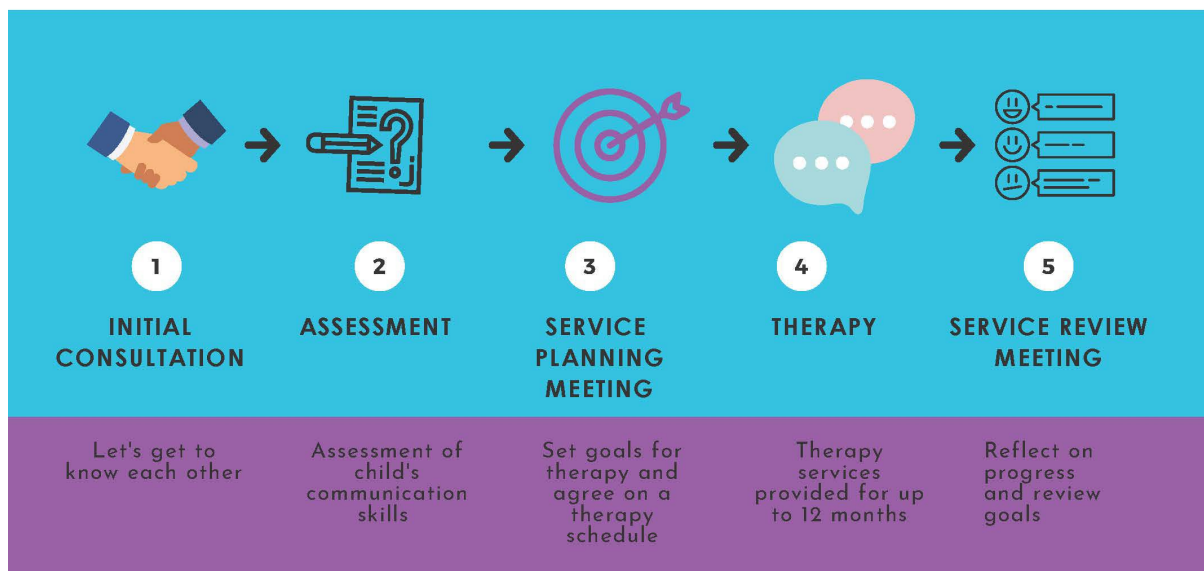 1
INITIAL
CONSULTATION
Let's get to
know each other
2
ASSESSMENT
Assessment of
child's
communication
skills
3
SERVICE
PLANNING
MEETING
Set goals for
therapy and
agree on a
therapy
schedule
4
THERAPY
Therapy
services
provided for up
to 12 months
5
SERVICE REVIEW
MEETING
Reflect on
progress
and review
goals